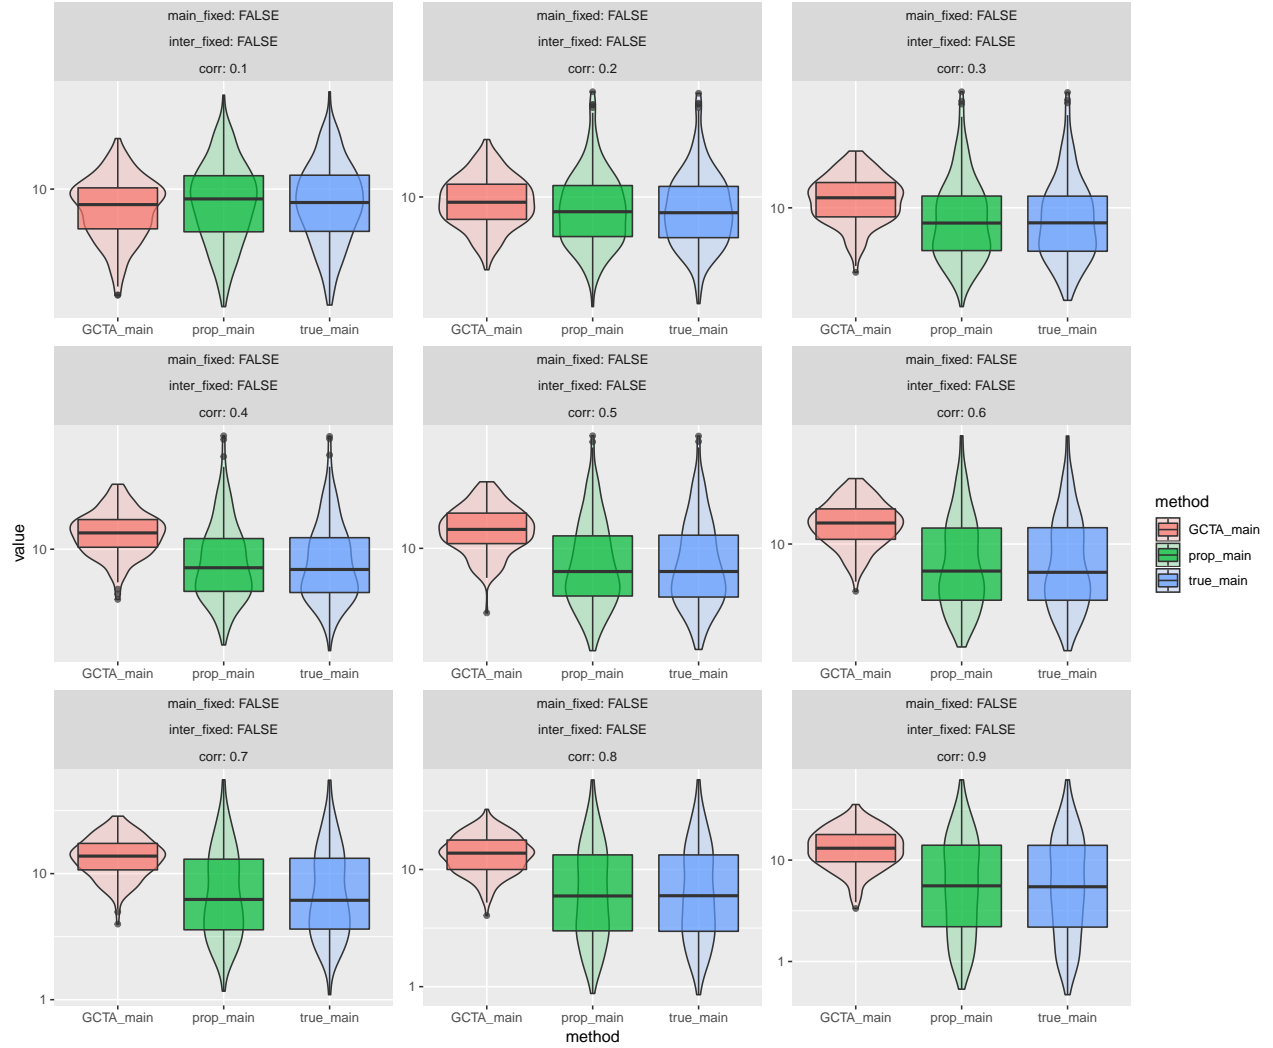 main_fixed: FALSE
inter_fixed: FALSE
corr: 0.1
main_fixed: FALSE
inter_fixed: FALSE
corr: 0.2
main_fixed: FALSE
inter_fixed: FALSE
corr: 0.3
10
10
10
GCTA_main prop_main true_main
GCTA_main prop_main true_main
GCTA_main prop_main true_main
main_fixed: FALSE
inter_fixed: FALSE
corr: 0.4
main_fixed: FALSE
inter_fixed: FALSE
corr: 0.5
main_fixed: FALSE
inter_fixed: FALSE
corr: 0.6
value
10
10
10
GCTA_main prop_main true_main
GCTA_main prop_main true_main
GCTA_main prop_main true_main
main_fixed: FALSE
inter_fixed: FALSE
corr: 0.7
main_fixed: FALSE
inter_fixed: FALSE
corr: 0.8
main_fixed: FALSE
inter_fixed: FALSE
corr: 0.9
10
1
10
1
10
1
GCTA_main prop_main true_main
GCTA_main prop_main true_main
GCTA_main prop_main true_main
method
method
GCTA_main
prop_main
true_main